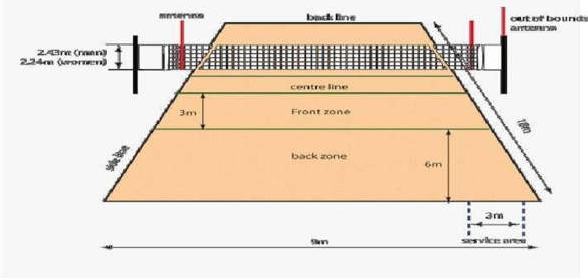 antenna
back line
out of bounds
antenna
2.43m (men)
2.24m (women)
centre line
3m
Front zone
18m
side line
back zone
6m
3m
9m
service area